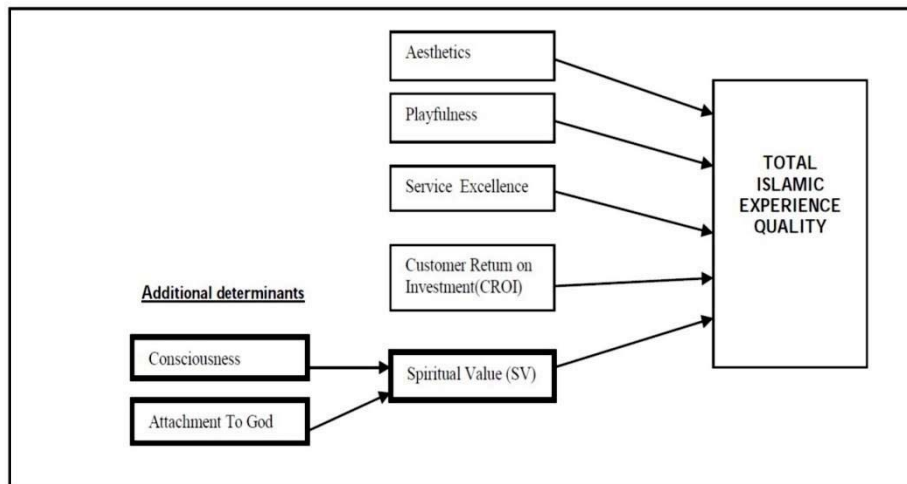 Aesthetics
Playfulness
Service Excellence
Customer Return on
Investment(CROI)
Spiritual Value (SV)
Additional determinants
Consciousness
Attachment To God
TOTAL
ISLAMIC
EXPERIENCE
QUALITY